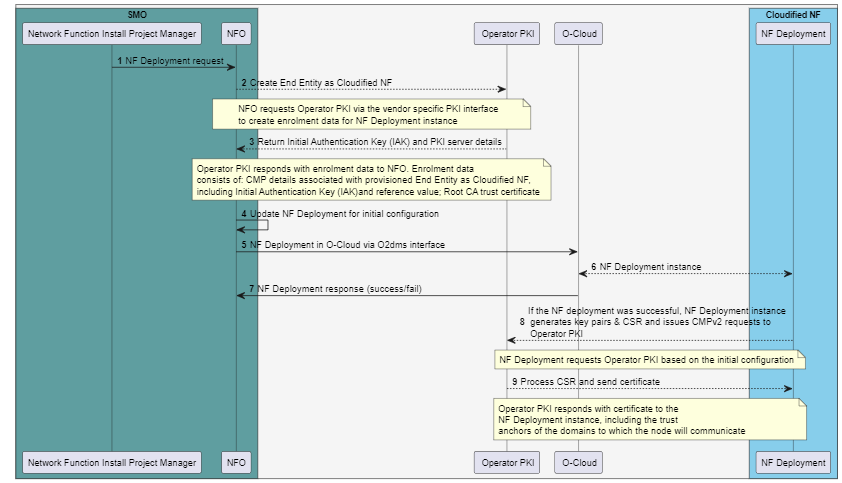 SMO
Cloudified NF
Network Function Install Project Manager
NFO
Operator PKI
O-Cloud
NF Deployment
1 NF Deployment request
2 Create End Entity as Cloudified NF
NFO requests Operator PKI via the vendor specific PKI interface
to create enrolment data for NF Deployment instance
3 Return Initial Authentication Key (IAK) and PKI server details
Operator PKI responds with enrolment data to NFO. Enrolment data
consists of: CMP details associated with provisioned End Entity as Cloudified NF,
including Initial Authentication Key (IAK)and reference value; Root CA trust certificate
4 Update NF Deployment for initial configuration
5 NF Deployment in O-Cloud via O2dms interface
6 NF Deployment instance
7 NF Deployment response (success/fail)
If the NF deployment was successful, NF Deployment instance
8 generates key pairs & CSR and issues CMPv2 requests to
Operator PKI
NF Deployment requests Operator PKI based on the initial configuration
9 Process CSR and send certificate
Operator PKI responds with certificate to the
NF Deployment instance, including the trust
anchors of the domains to which the node will communicate
Network Function Install Project Manager
NFO
Operator PKI
O-Cloud
NF Deployment